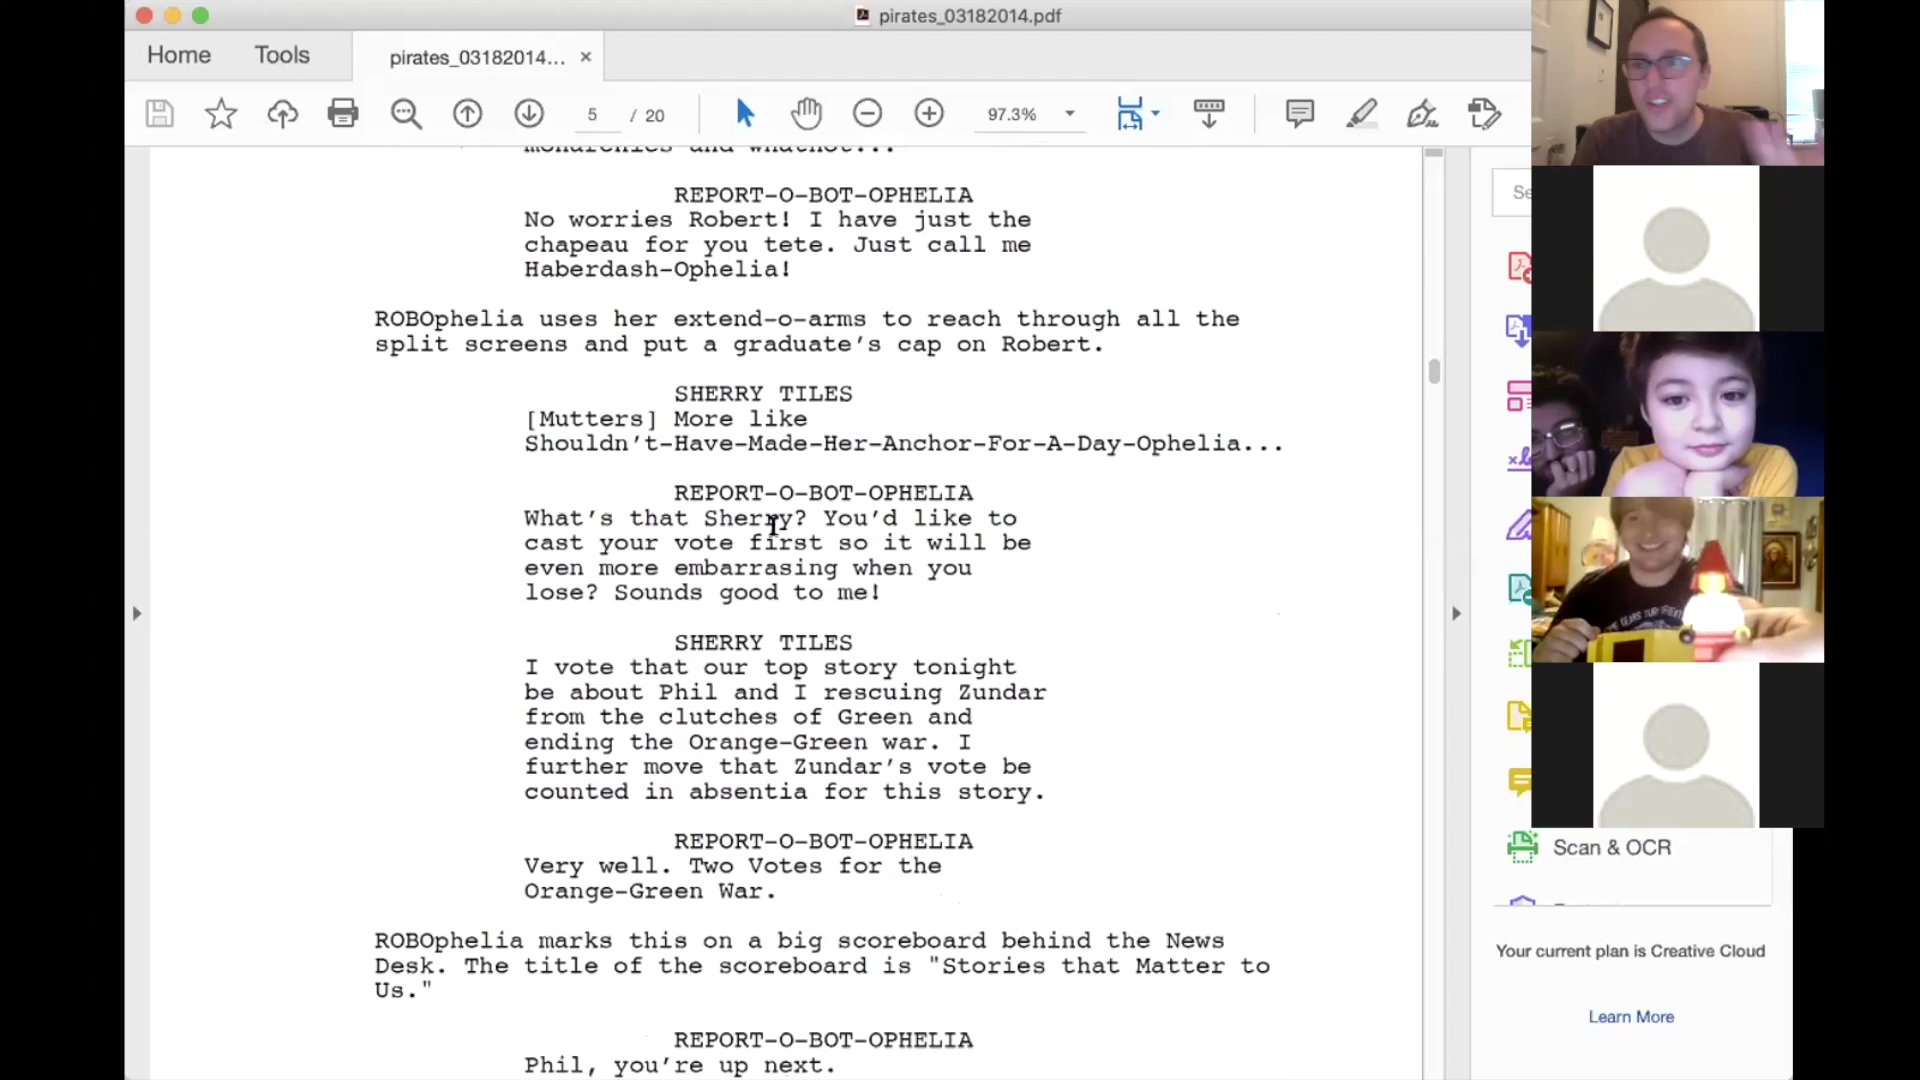 pirates_03182014.pdf
Home
Tools
pirates_03182014...
5 / 20
97.3%
monarchies and whatnot...
REPORT-O-BOT-OPHELIA
No worries Robert! I have just the
chapeau for you tete. Just call me
Haberdash-Ophelia!
ROBOphelia uses her extend-o-arms to reach through all the
split screens and put a graduate's cap on Robert.
SHERRY TILES
[Mutters] More like
Shouldn't-Have-Made-Her-Anchor-For-A-Day-Ophelia...
REPORT-O-BOT-OPHELIA
What's that Sherry? You'd like to
cast your vote first so it will be
even more embarrasing when you
lose? Sounds good to me!
SHERRY TILES
I vote that our top story tonight
be about Phil and I rescuing Zundar
from the clutches of Green and
ending the Orange-Green war. I
further move that Zundar's vote be
counted in absentia for this story.
REPORT-O-BOT-OPHELIA
Very well. Two Votes for the
Orange-Green War.
ROBOphelia marks this on a big scoreboard behind the News
Desk. The title of the scoreboard is "Stories that Matter to
Us."
REPORT-O-BOT-OPHELIA
Phil, you're up next.
Se
Scan & OCR
Your current plan is Creative Cloud
Learn More